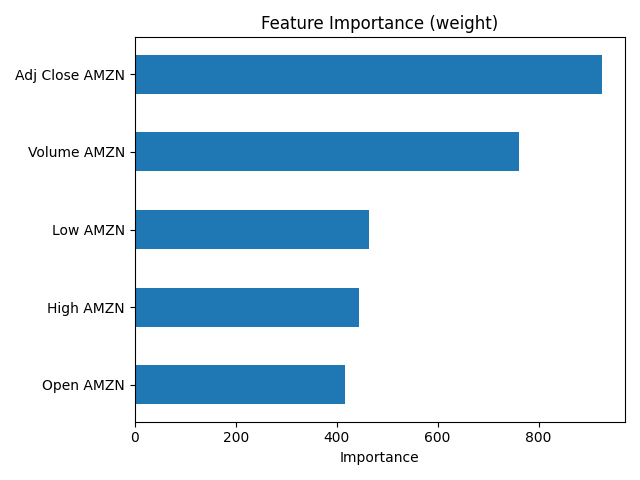 Feature Importance (weight)
Adj Close AMZN
Volume AMZN
Low AMZN
High AMZN
Open AMZN
0 200 400 600 800
Importance